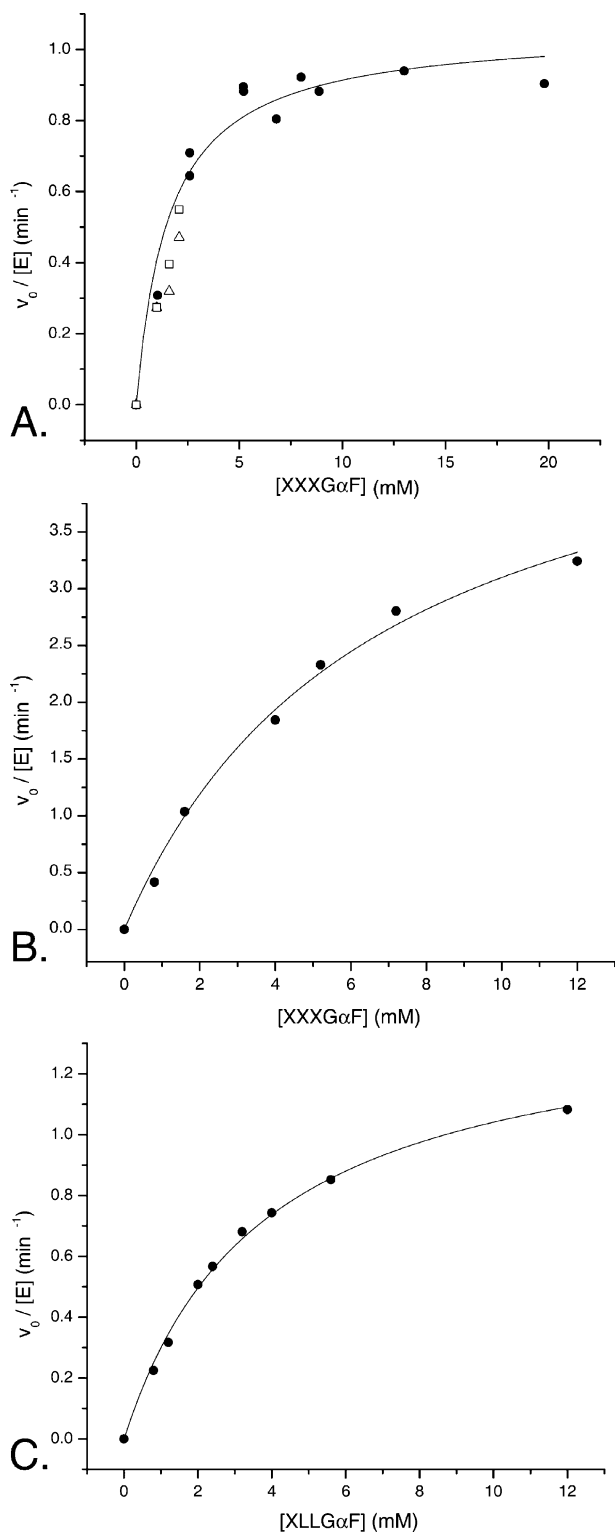 1.0
0.8
0.6
0.4
0.2
0.0
v0 / [E] (min -1)
A.
0 5 10 15 20
[XXXGαF] (mM)
3.5
3.0
2.5
2.0
1.5
1.0
0.5
0.0
v0 / [E] (min -1)
B.
0 2 4 6 8 10 12
[XXXGαF] (mM)
1.2
1.0
0.8
0.6
0.4
0.2
0.0
v0 / [E] (min -1)
C.
0 2 4 6 8 10 12
[XLLGαF] (mM)